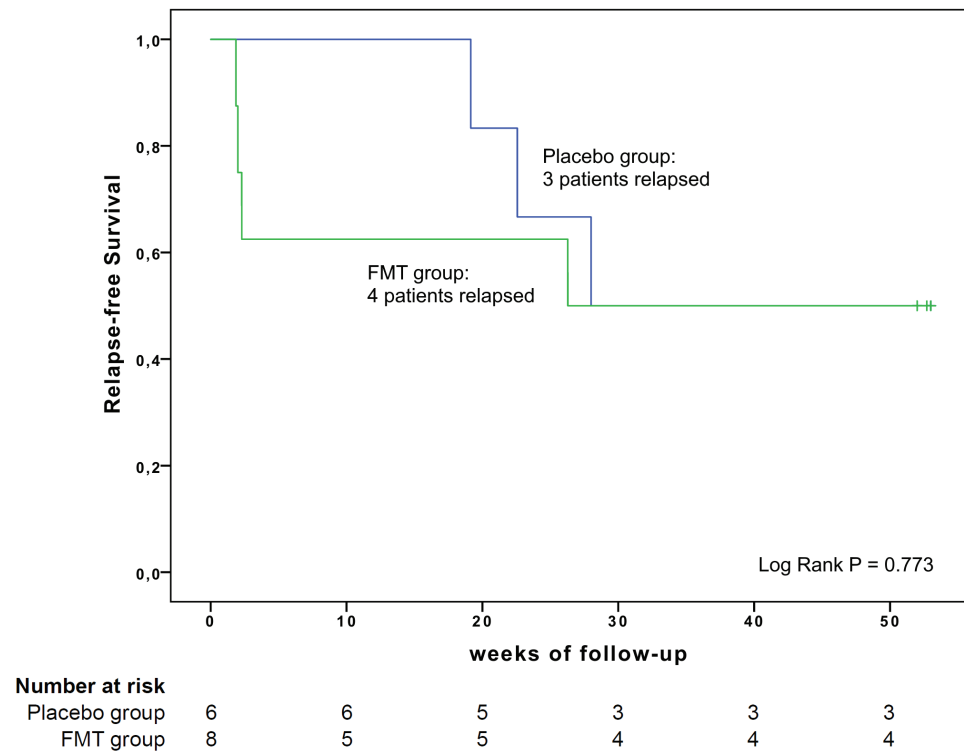 1,0
0,8
0,6
0,4
0,2
0,0
Relapse-free Survival
Placebo group:
3 patients relapsed
FMT group:
4 patients relapsed
Log Rank P = 0.773
0 10 20 30 40 50
weeks of follow-up
Number at risk
Placebo group 6 6 5 3 3 3
FMT group 8 5 5 4 4 4